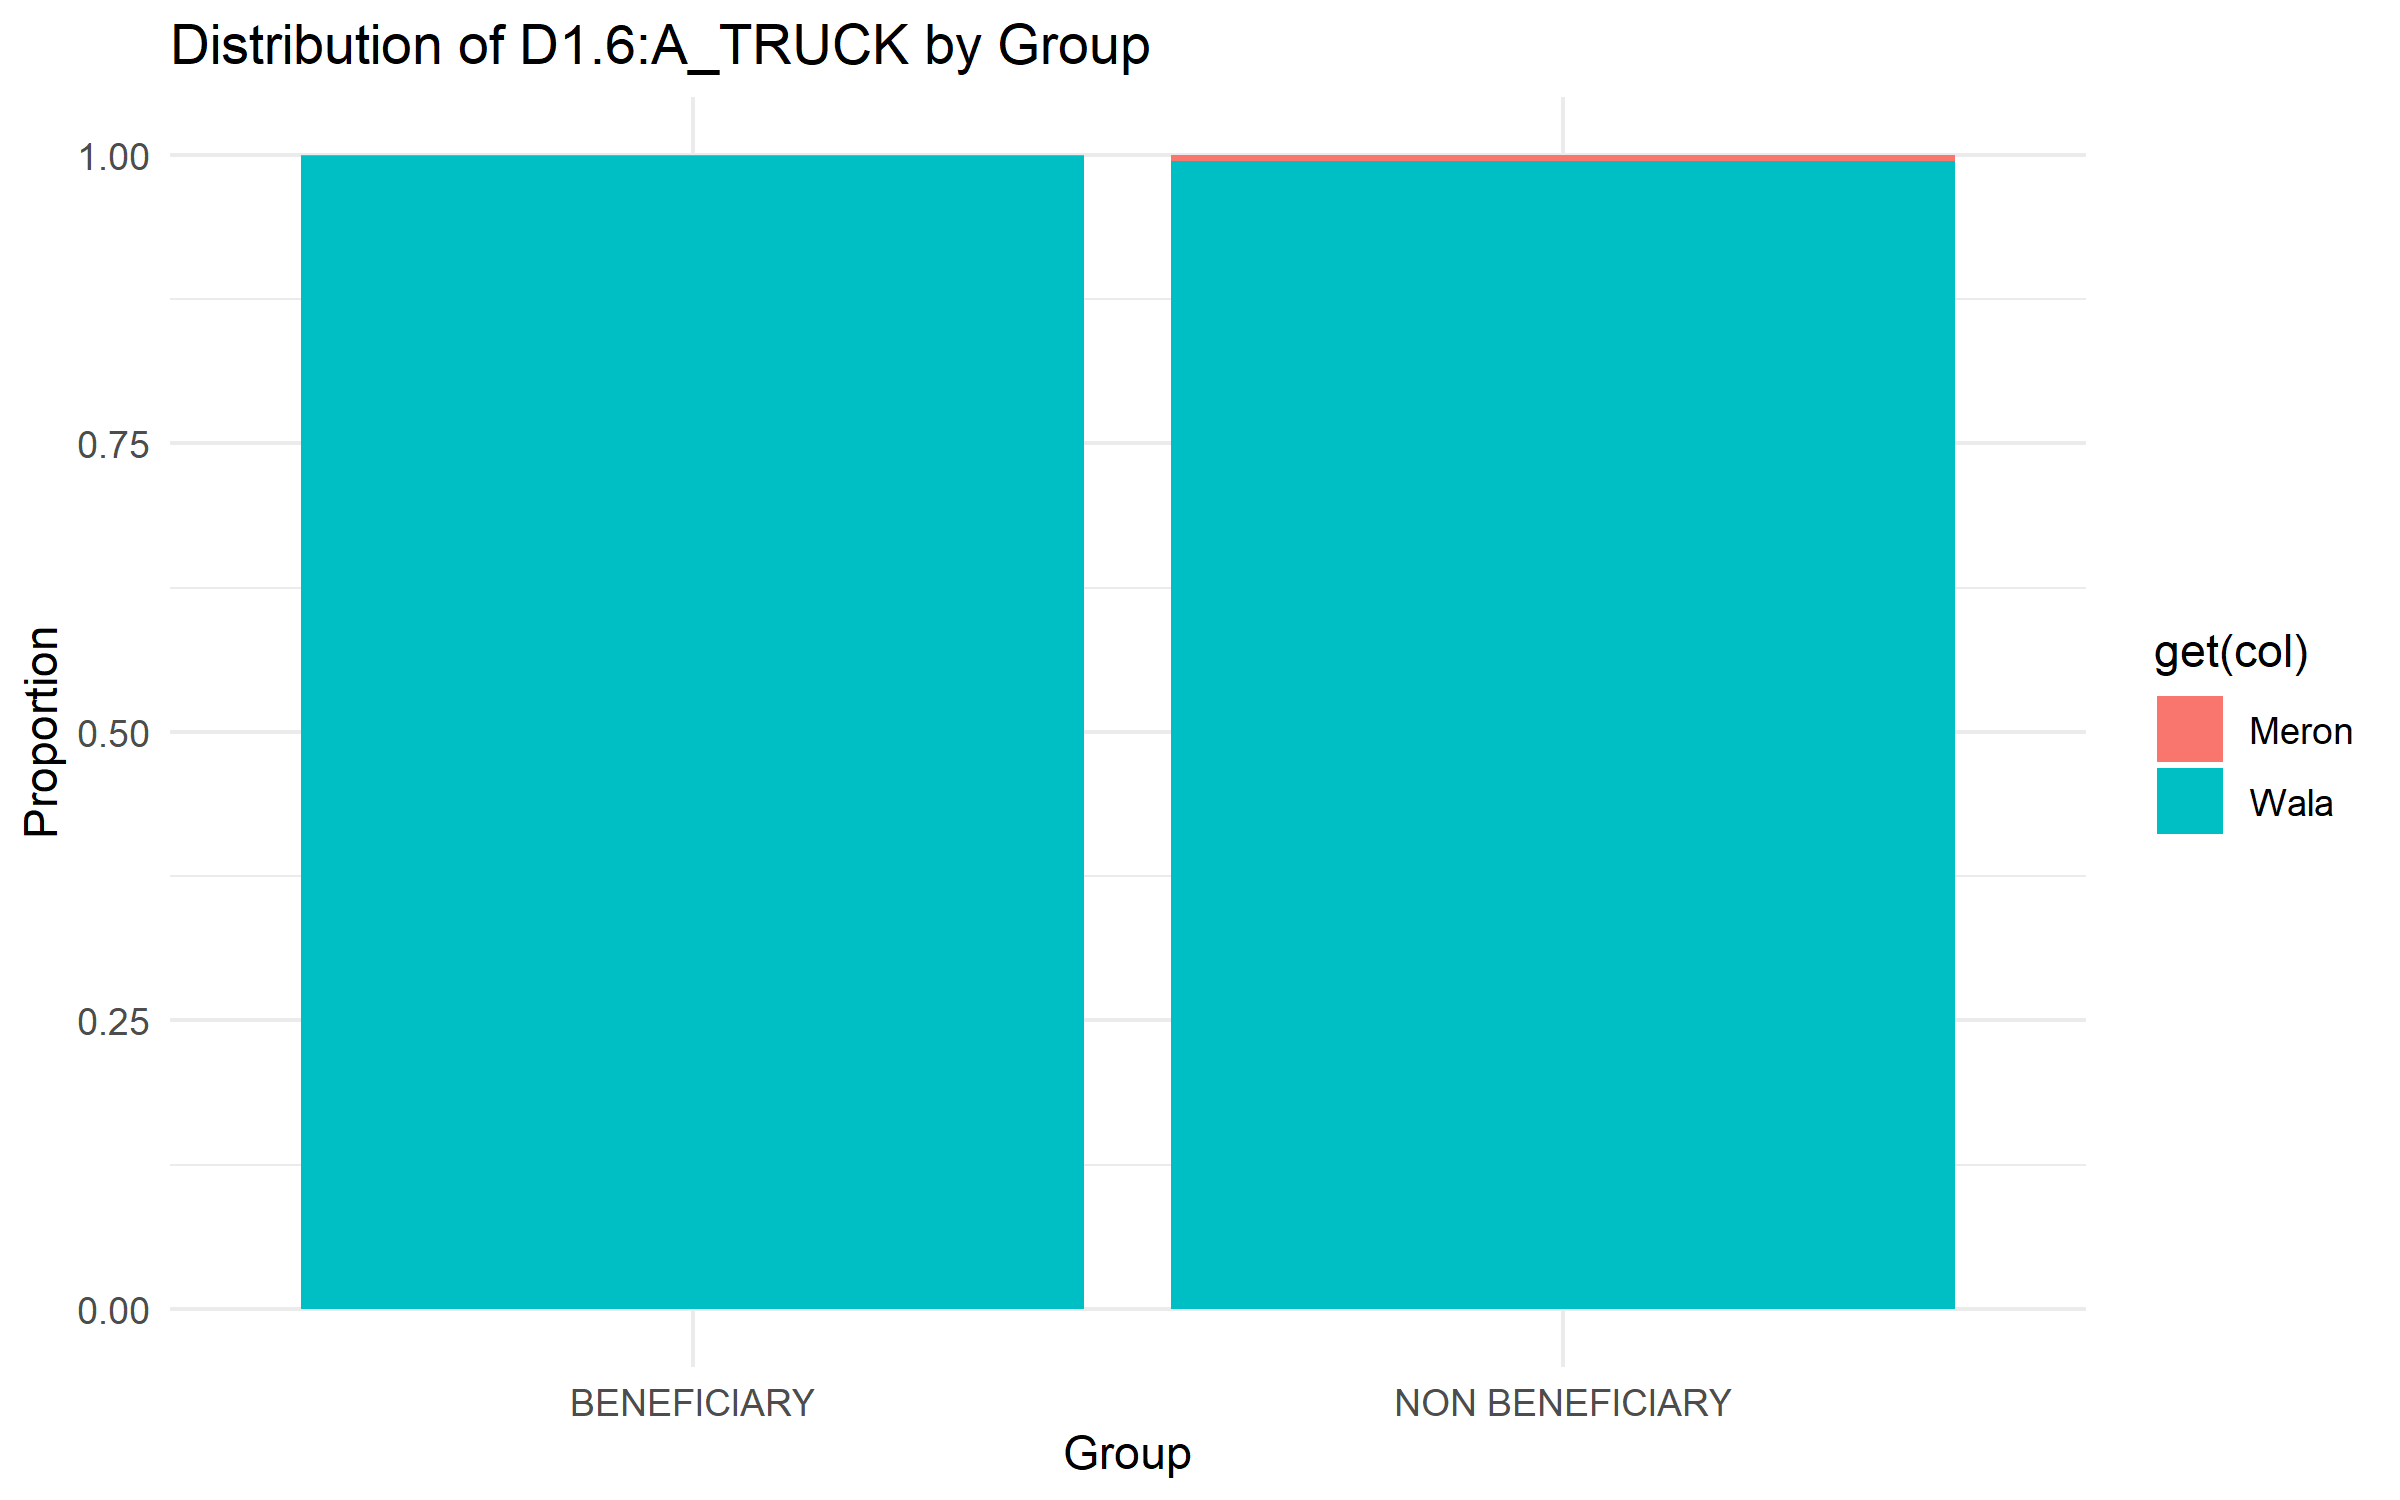 Distribution of D1.6:A_TRUCK by Group
Proportion
1.00
0.75
0.50
0.25
0.00
BENEFICIARY
NON BENEFICIARY
Group
get(col)
Meron
Wala